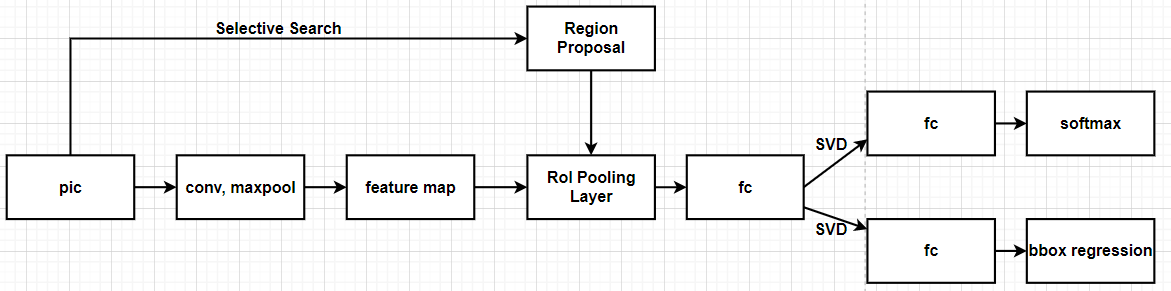 Selective Search
Region
Proposal
pic
conv, maxpool
feature map
RoI Pooling
Layer
fc
SVD
SVD
fc
softmax
fc
bbox regression